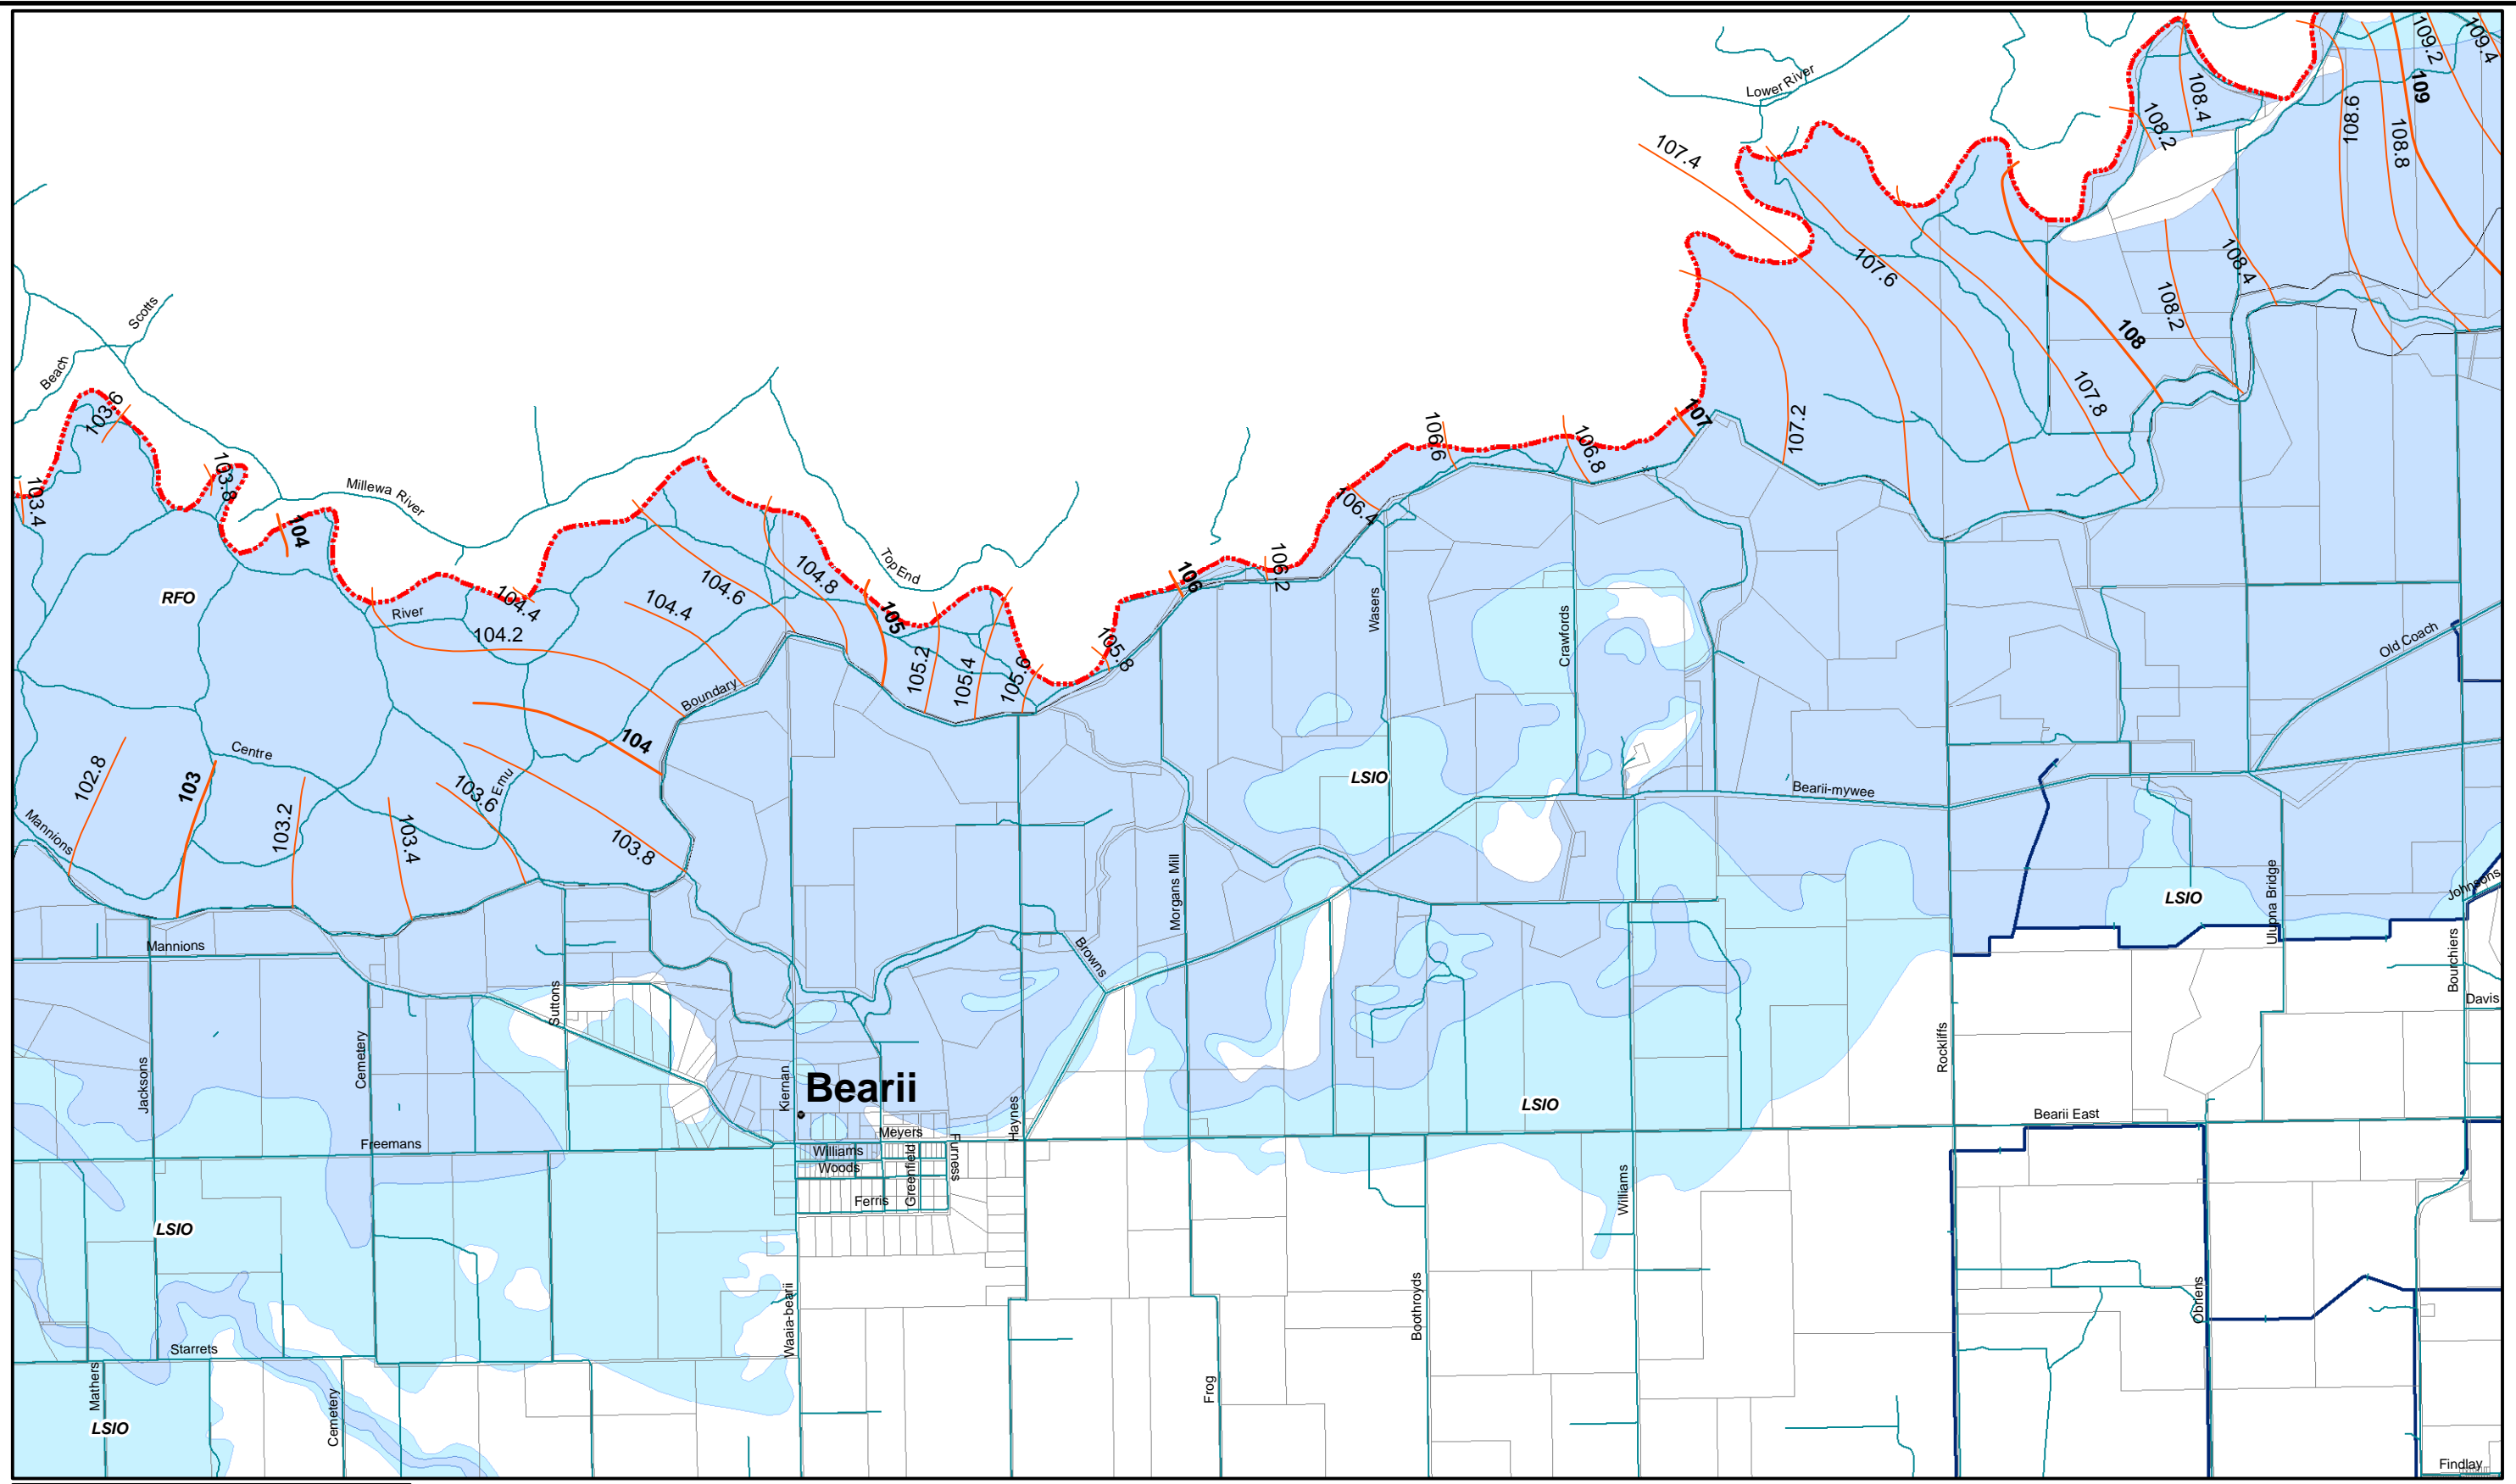 109.2
109.4
109
108.4
108.2
108.6
108.8
Lower River
107.4
107.6
108.4
108.2
108
107.8
107.2
107
106.8
106.6
106.4
106.2
106
105.8
105.6
105.4
105.2
105
104.8
104.6
104.4
104.4
104.2
Top End
Millewa River
Scotts
Beach
103.6
103.8
103.4
104
RFO
River
Boundary
104
Centre
Emu
102.8
103
103.2
103.4
103.6
103.8
Mannions
Mannions
Wasers
Crawfords
LSIO
Bearii-mywee
Old Coach
Morgans Mill
Browns
LSIO
Ulupna Bridge
Johnsons
Bourchiers
Davis
Suttons
Cemetery
Jacksons
Kiernan
Bearii
Haynes
Rockliffs
LSIO
Bearii East
Freemans
Meyers
Williams
Woods
Ferris
Greenfield
Furness
Williams
LSIO
Waaia-bearii
Boothroyds
Obriens
Starrets
Mathers
Cemetery
Frog
LSIO
Findlay